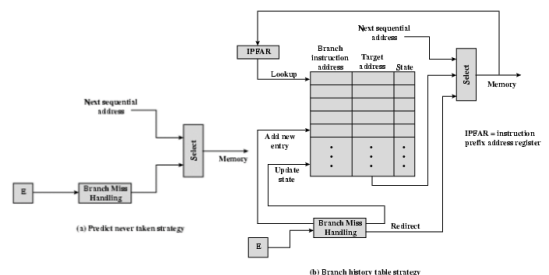 Next sequential
address
Select
Memory
E
Branch Miss
Handling
(a) Predict never taken strategy
IPFAR
Lookup
Branch
instruction
address
Target
address
State
Next sequential
address
Select
Memory
Add new
entry
Update
state
IPFAR = instruction
prefix address register
Branch Miss
Handling
Redirect
E
(b) Branch history table strategy